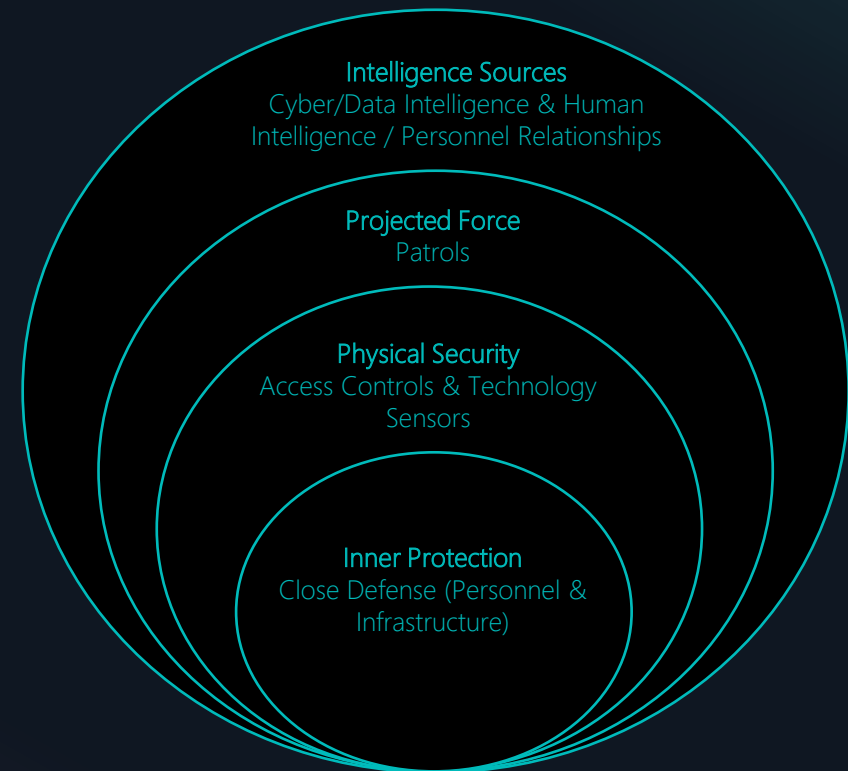 Intelligence Sources
Cyber/Data Intelligence & Human
Intelligence / Personnel Relationships
Projected Force
Patrols
Physical Security
Access Controls & Technology
Sensors
Inner Protection
Close Defense (Personnel &
Infrastructure)